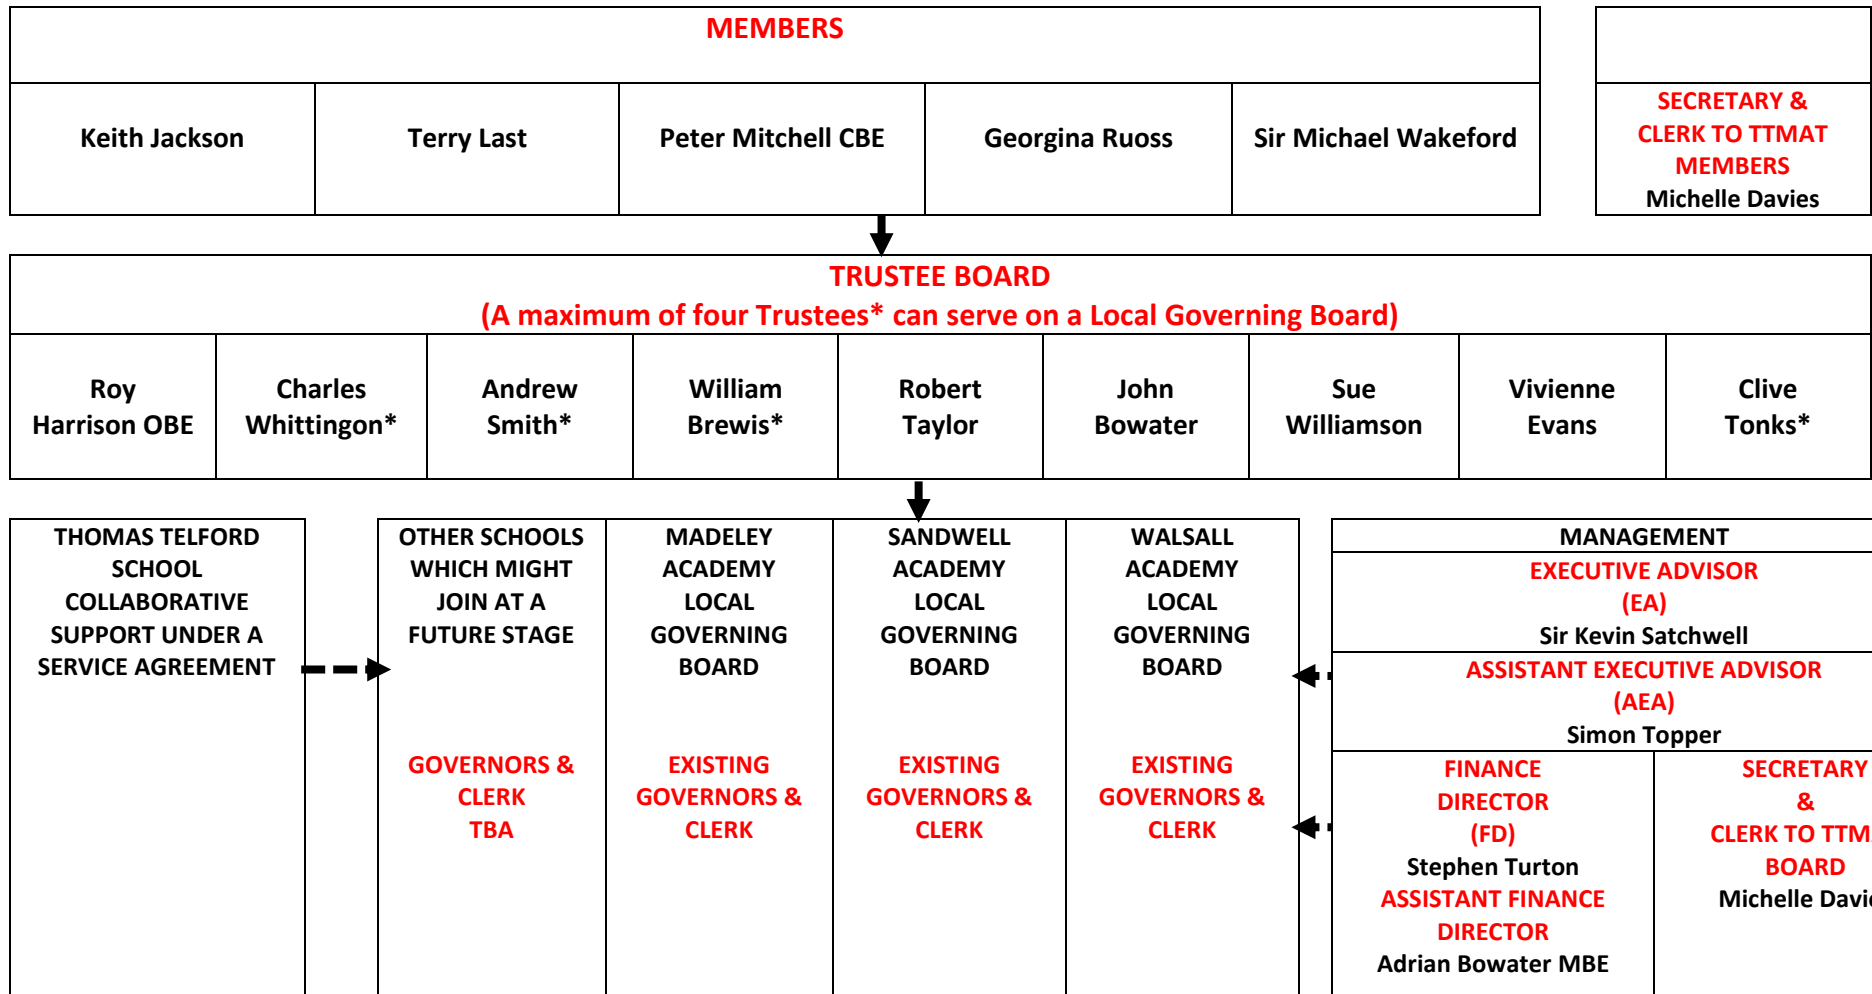 MEMBERS
Keith Jackson
Terry Last
Peter Mitchell CBE
Georgina Ruoss
Sir Michael Wakeford
SECRETARY &
CLERK TO TTMAT
MEMBERS
Michelle Davies
TRUSTEE BOARD
(A maximum of four Trustees* can serve on a Local Governing Board)
Roy
Harrison OBE
Charles
Whittingon*
Andrew
Smith*
William
Brewis*
Robert
Taylor
John
Bowater
Sue
Williamson
Vivienne
Evans
Clive
Tonks*
THOMAS TELFORD
SCHOOL
COLLABORATIVE
SUPPORT UNDER A
SERVICE AGREEMENT
OTHER SCHOOLS
WHICH MIGHT
JOIN AT A
FUTURE STAGE
GOVERNORS &
CLERK
TBA
MADELEY
ACADEMY
LOCAL
GOVERNING
BOARD
EXISTING
GOVERNORS &
CLERK
SANDWELL
ACADEMY
LOCAL
GOVERNING
BOARD
EXISTING
GOVERNORS &
CLERK
WALSALL
ACADEMY
LOCAL
GOVERNING
BOARD
EXISTING
GOVERNORS &
CLERK
MANAGEMENT
EXECUTIVE ADVISOR
(EA)
Sir Kevin Satchwell
ASSISTANT EXECUTIVE ADVISOR
(AEA)
Simon Topper
FINANCE
DIRECTOR
(FD)
Stephen Turton
ASSISTANT FINANCE
DIRECTOR
Adrian Bowater MBE
SECRETARY
&
CLERK TO
BOARD
Michelle